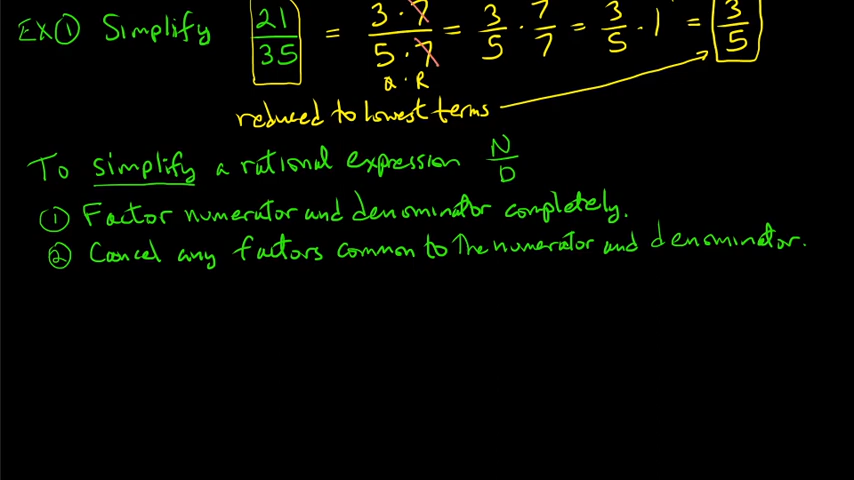 EX① Simplify 21/35 = 3·7/5·7 = 3/5 · 7/7 = 3/5 · 1 = 3/5
Q · R
reduced to lowest terms
To simplify a rational expression N/D
① Factor numerator and denominator completely.
② Cancel any factors common to the numerator and denominator.